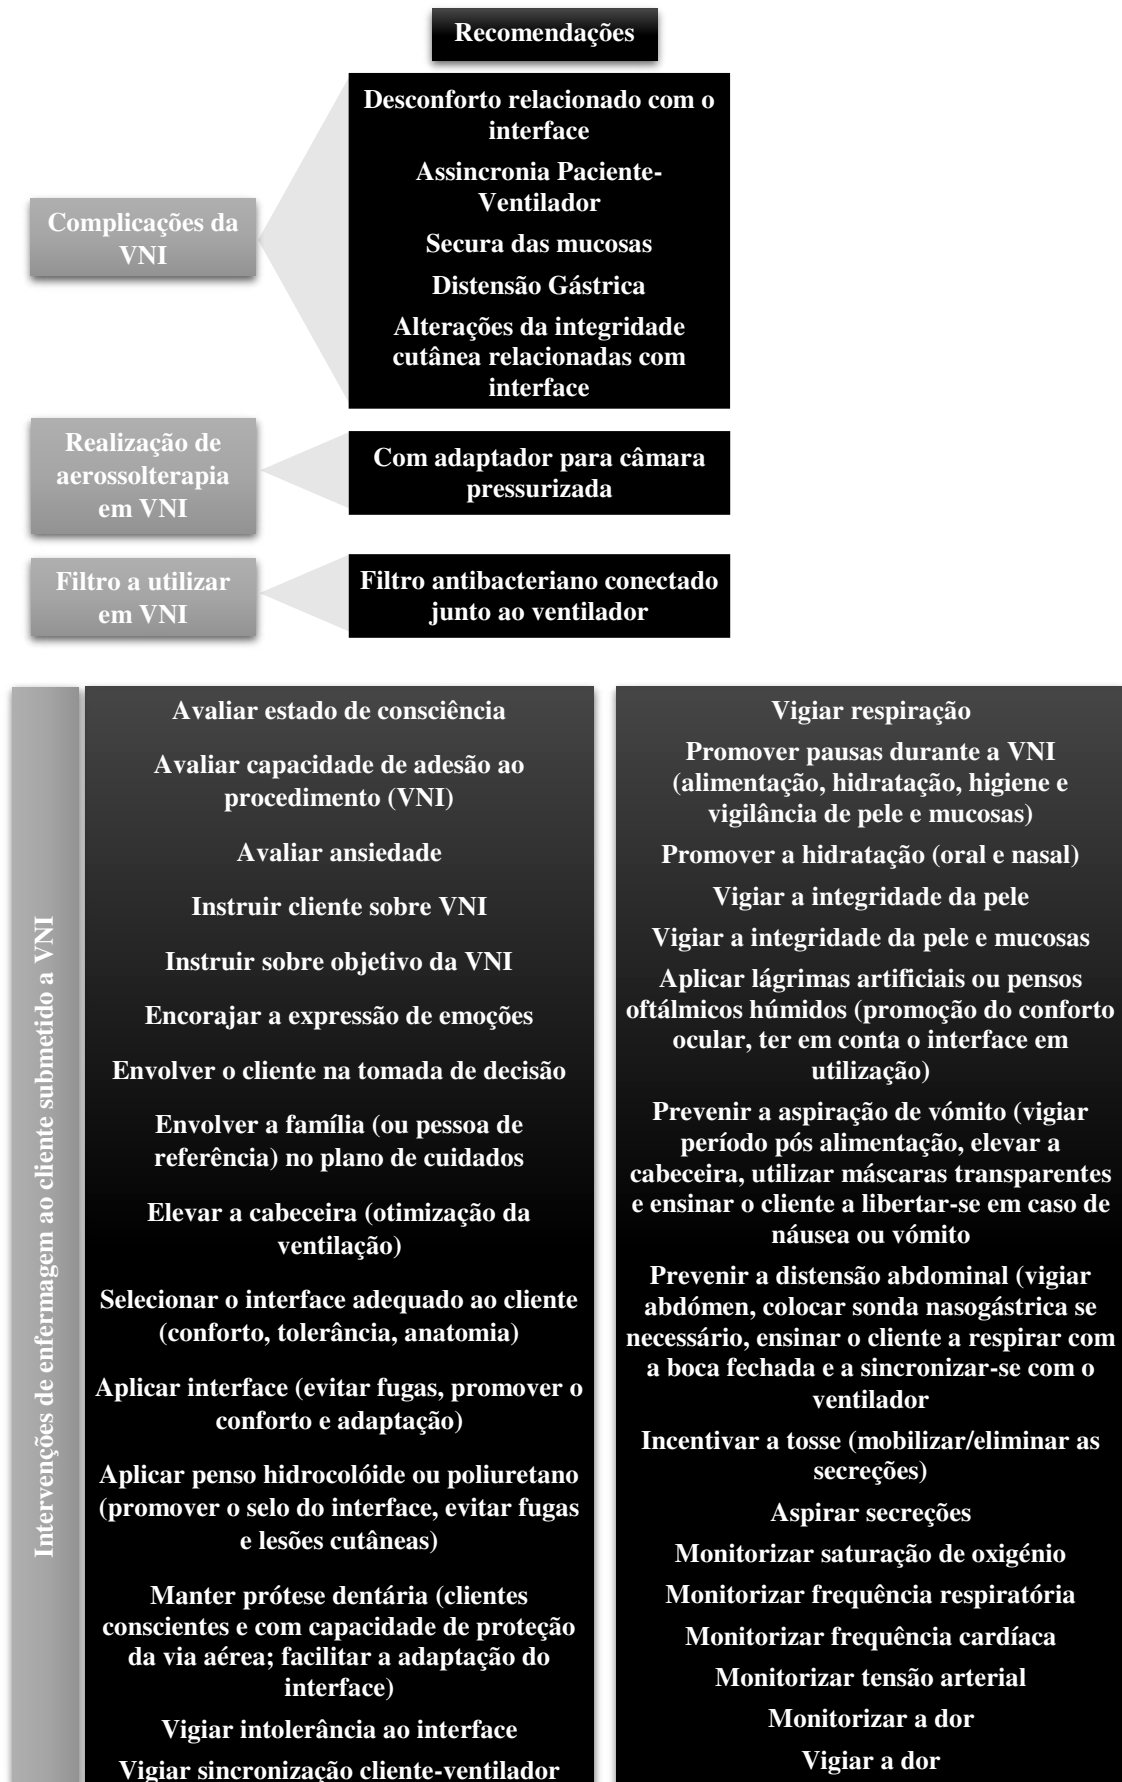 Recomendações
Complicações da
VNI
Desconforto relacionado com o
interface
Assincronia Paciente-
Ventilador
Secura das mucosas
Distensão Gástrica
Alterações da integridade
cutânea relacionadas com
interface
Realização de
aerossolterapia
em VNI
Com adaptador para câmara
pressurizada
Filtro a utilizar
em VNI
Filtro antibacteriano conectado
junto ao ventilador
Intervenções de enfermagem ao cliente submetido a VNI
Avaliar estado de consciência
Avaliar capacidade de adesão ao
procedimento (VNI)
Avaliar ansiedade
Instruir cliente sobre VNI
Instruir sobre objetivo da VNI
Encorajar a expressão de emoções
Envolver o cliente na tomada de decisão
Envolver a família (ou pessoa de
referência) no plano de cuidados
Elevar a cabeceira (otimização da
ventilação)
Selecionar o interface adequado ao cliente
(conforto, tolerância, anatomia)
Aplicar interface (evitar fugas, promover o
conforto e adaptação)
Aplicar penso hidrocolóide ou poliuretano
(promover o selo do interface, evitar fugas
e lesões cutâneas)
Manter prótese dentária (clientes
conscientes e com capacidade de proteção
da via aérea; facilitar a adaptação do
interface)
Vigiar intolerância ao interface
Vigiar sincronização cliente-ventilador
Vigiar respiração
Promover pausas durante a VNI
(alimentação, hidratação, higiene e
vigilância de pele e mucosas)
Promover a hidratação (oral e nasal)
Vigiar a integridade da pele
Vigiar a integridade da pele e mucosas
Aplicar lágrimas artificiais ou pensos
oftálmicos húmidos (promoção do conforto
ocular, ter em conta o interface em
utilização)
Prevenir a aspiração de vómito (vigiar
período pós alimentação, elevar a
cabeceira, utilizar máscaras transparentes
e ensinar o cliente a libertar-se em caso de
náusea ou vómito
Prevenir a distensão abdominal (vigiar
abdómen, colocar sonda nasogástrica se
necessário, ensinar o cliente a respirar com
a boca fechada e a sincronizar-se com o
ventilador
Incentivar a tosse (mobilizar/eliminar as
secreções)
Aspirar secreções
Monitorizar saturação de oxigénio
Monitorizar frequência respiratória
Monitorizar frequência cardíaca
Monitorizar tensão arterial
Monitorizar a dor
Vigiar a dor